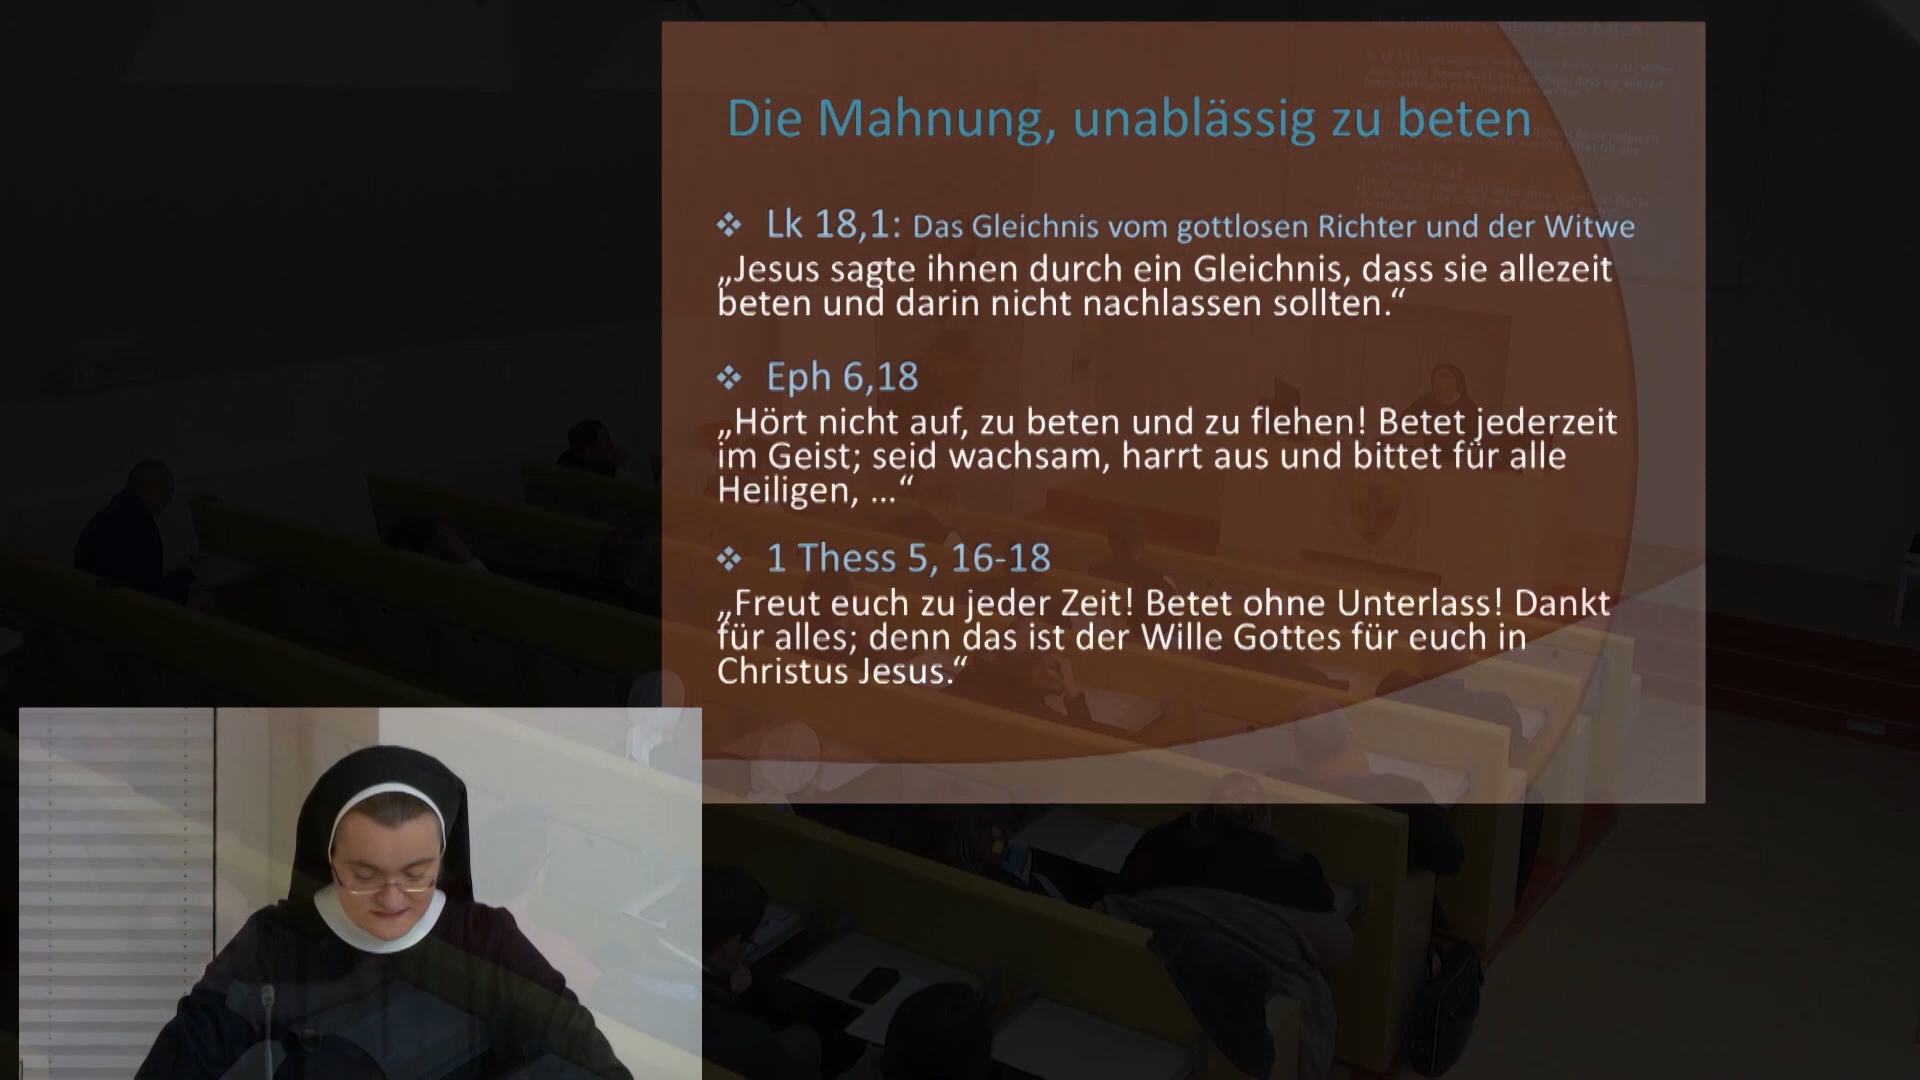 Die Mahnung, unablässig zu beten
❖ Lk 18,1: Das Gleichnis vom gottlosen Richter und der Witwe
„Jesus sagte ihnen durch ein Gleichnis, dass sie allezeit
beten und darin nicht nachlassen sollten.“
❖ Eph 6,18
„Hört nicht auf, zu beten und zu flehen! Betet jederzeit
im Geist; seid wachsam, harrt aus und bittet für alle
Heiligen, ...“
❖ 1 Thess 5, 16-18
„Freut euch zu jeder Zeit! Betet ohne Unterlass! Dankt
für alles; denn das ist der Wille Gottes für euch in
Christus Jesus.“